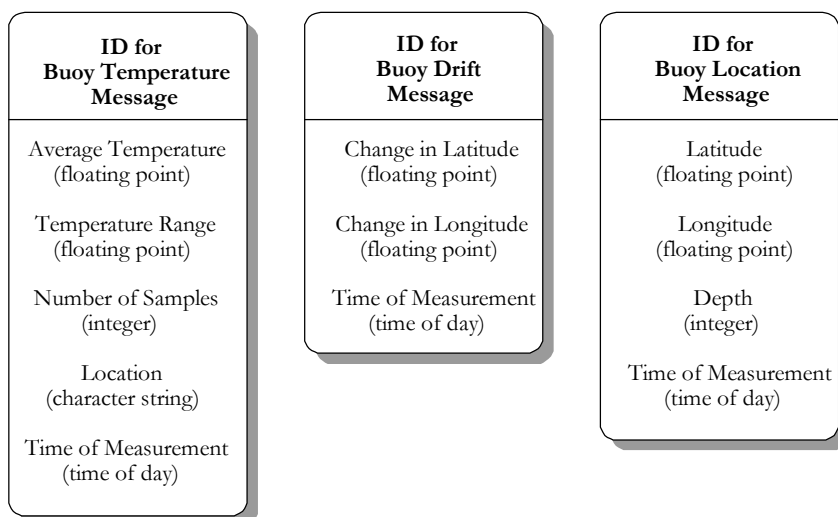 ID for
Buoy Temperature
Message
Average Temperature
(floating point)
Temperature Range
(floating point)
Number of Samples
(integer)
Location
(character string)
Time of Measurement
(time of day)
ID for
Buoy Drift
Message
Change in Latitude
(floating point)
Change in Longitude
(floating point)
Time of Measurement
(time of day)
ID for
Buoy Location
Message
Latitude
(floating point)
Longitude
(floating point)
Depth
(integer)
Time of Measurement
(time of day)